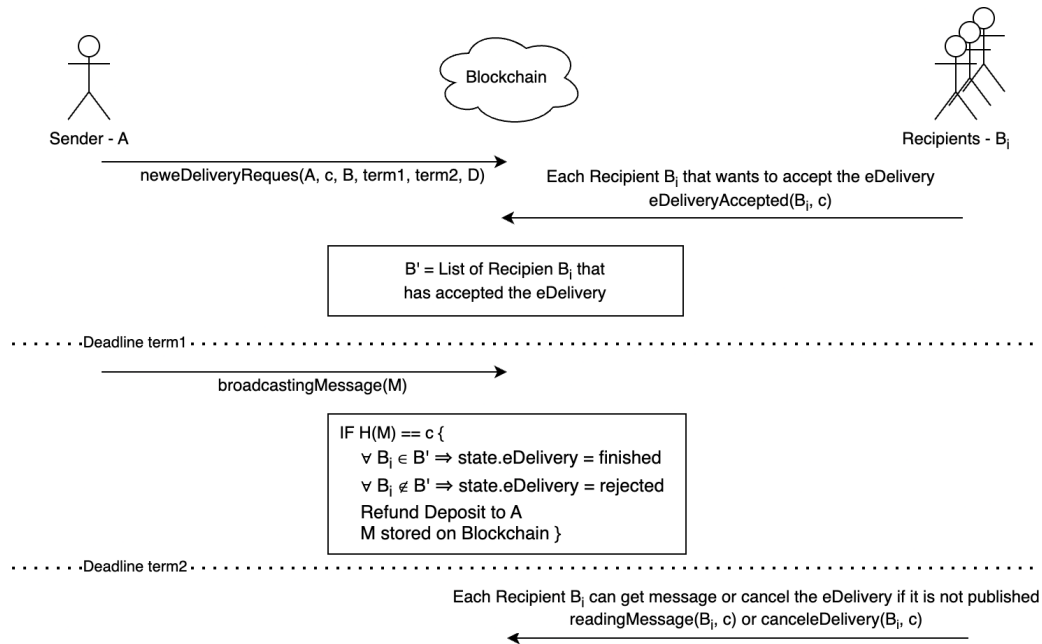 Blockchain
Sender - A
Recipients - Bi
neweDeliveryReques(A, c, B, term1, term2, D)
Each Recipient Bi that wants to accept the eDelivery
eDeliveryAccepted(Bi, c)
B' = List of Recipien Bi that
has accepted the eDelivery
Deadline term1
broadcastingMessage(M)
IF H(M) == c {
∀ Bi ∈ B' ⇒ state.eDelivery = finished
∀ Bi ∉ B' ⇒ state.eDelivery = rejected
Refund Deposit to A
M stored on Blockchain }
Deadline term2
Each Recipient Bi can get message or cancel the eDelivery if it is not published
readingMessage(Bi, c) or canceleDelivery(Bi, c)